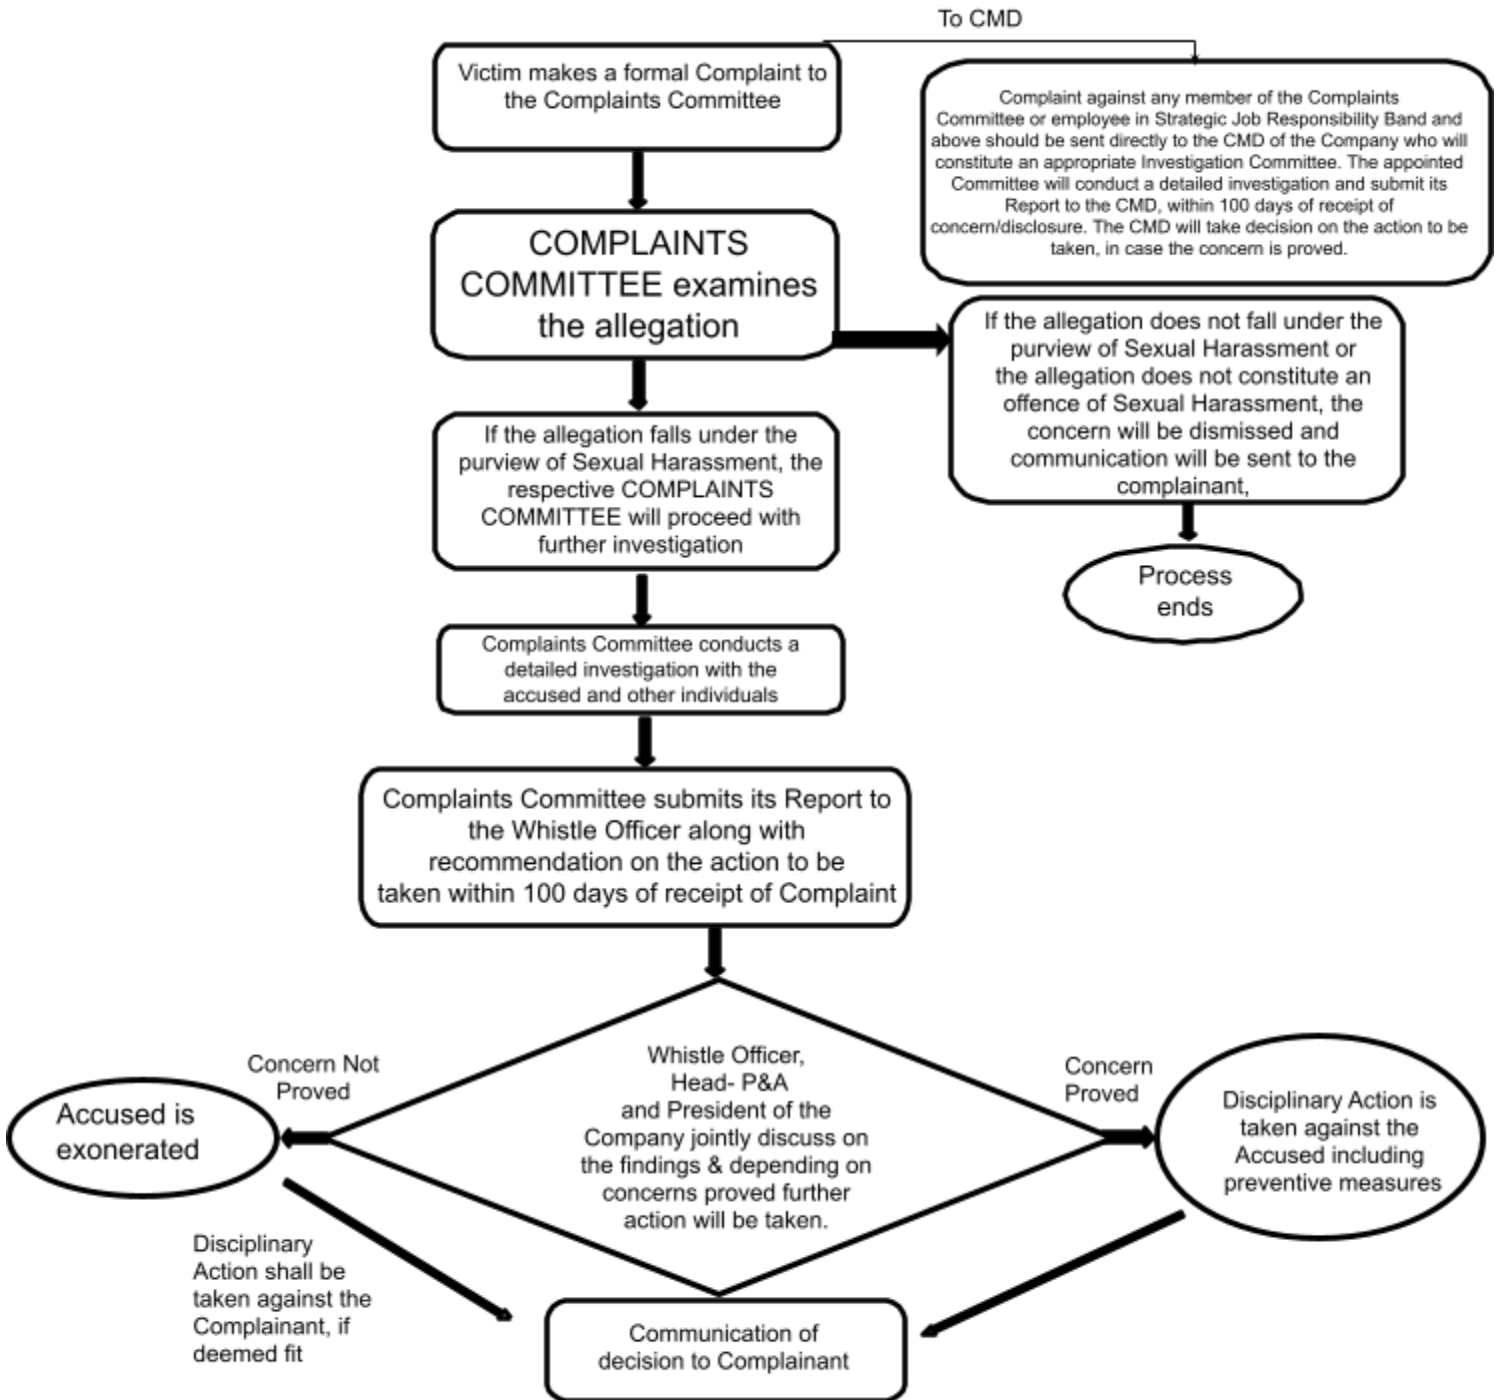 To CMD
Victim makes a formal Complaint to
the Complaints Committee
Complaint against any member of the Complaints
Committee or employee in Strategic Job Responsibility Band and
above should be sent directly to the CMD of the Company who will
constitute an appropriate Investigation Committee. The appointed
Committee will conduct a detailed investigation and submit its
Report to the CMD, within 100 days of receipt of
concern/disclosure. The CMD will take decision on the action to be
taken, in case the concern is proved.
COMPLAINTS
COMMITTEE examines
the allegation
If the allegation does not fall under the
purview of Sexual Harassment or
the allegation does not constitute an
offence of Sexual Harassment, the
concern will be dismissed and
communication will be sent to the
complainant,
If the allegation falls under the
purview of Sexual Harassment, the
respective COMPLAINTS
COMMITTEE will proceed with
further investigation
Process
ends
Complaints Committee conducts a
detailed investigation with the
accused and other individuals
Complaints Committee submits its Report to
the Whistle Officer along with
recommendation on the action to be
taken within 100 days of receipt of Complaint
Concern Not
Proved
Whistle Officer,
Head- P&A
and President of the
Company jointly discuss on
the findings & depending on
concerns proved further
action will be taken.
Concern
Proved
Accused is
exonerated
Disciplinary Action is
taken against the
Accused including
preventive measures
Disciplinary
Action shall be
taken against the
Complainant, if
deemed fit
Communication of
decision to Complainant